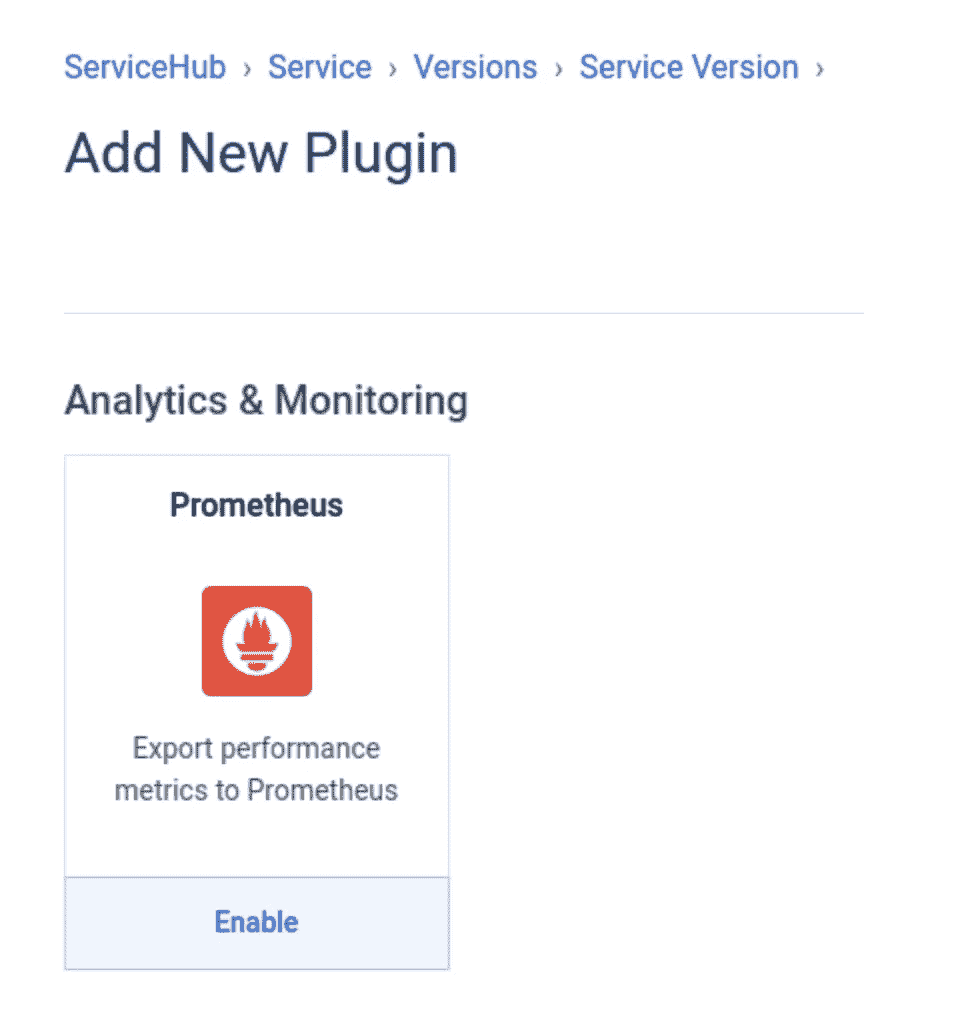 ServiceHub › Service › Versions › Service Version ›
Add New Plugin
Analytics & Monitoring
Prometheus
Export performance
metrics to Prometheus
Enable